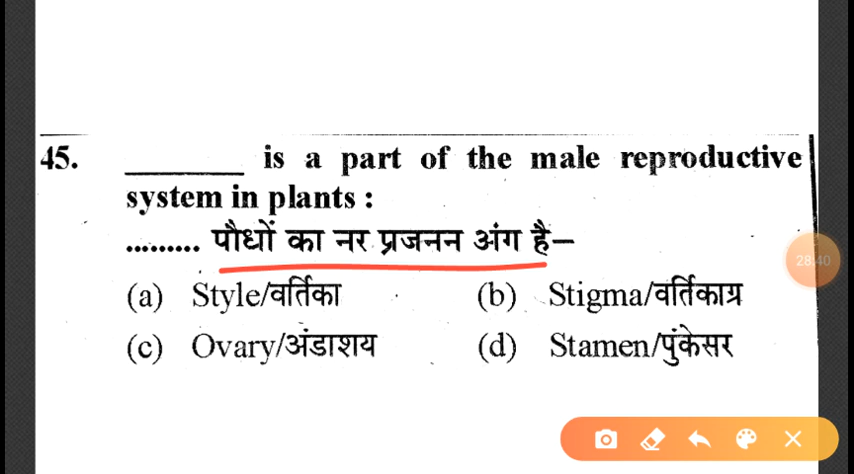 45. ________ is a part of the male reproductive
system in plants :
.......... पौधों का नर प्रजनन अंग है–
(a) Style/वर्तिका (b) Stigma/वर्तिकाग्र
(c) Ovary/अंडाशय (d) Stamen/पुंकेसर
28:40